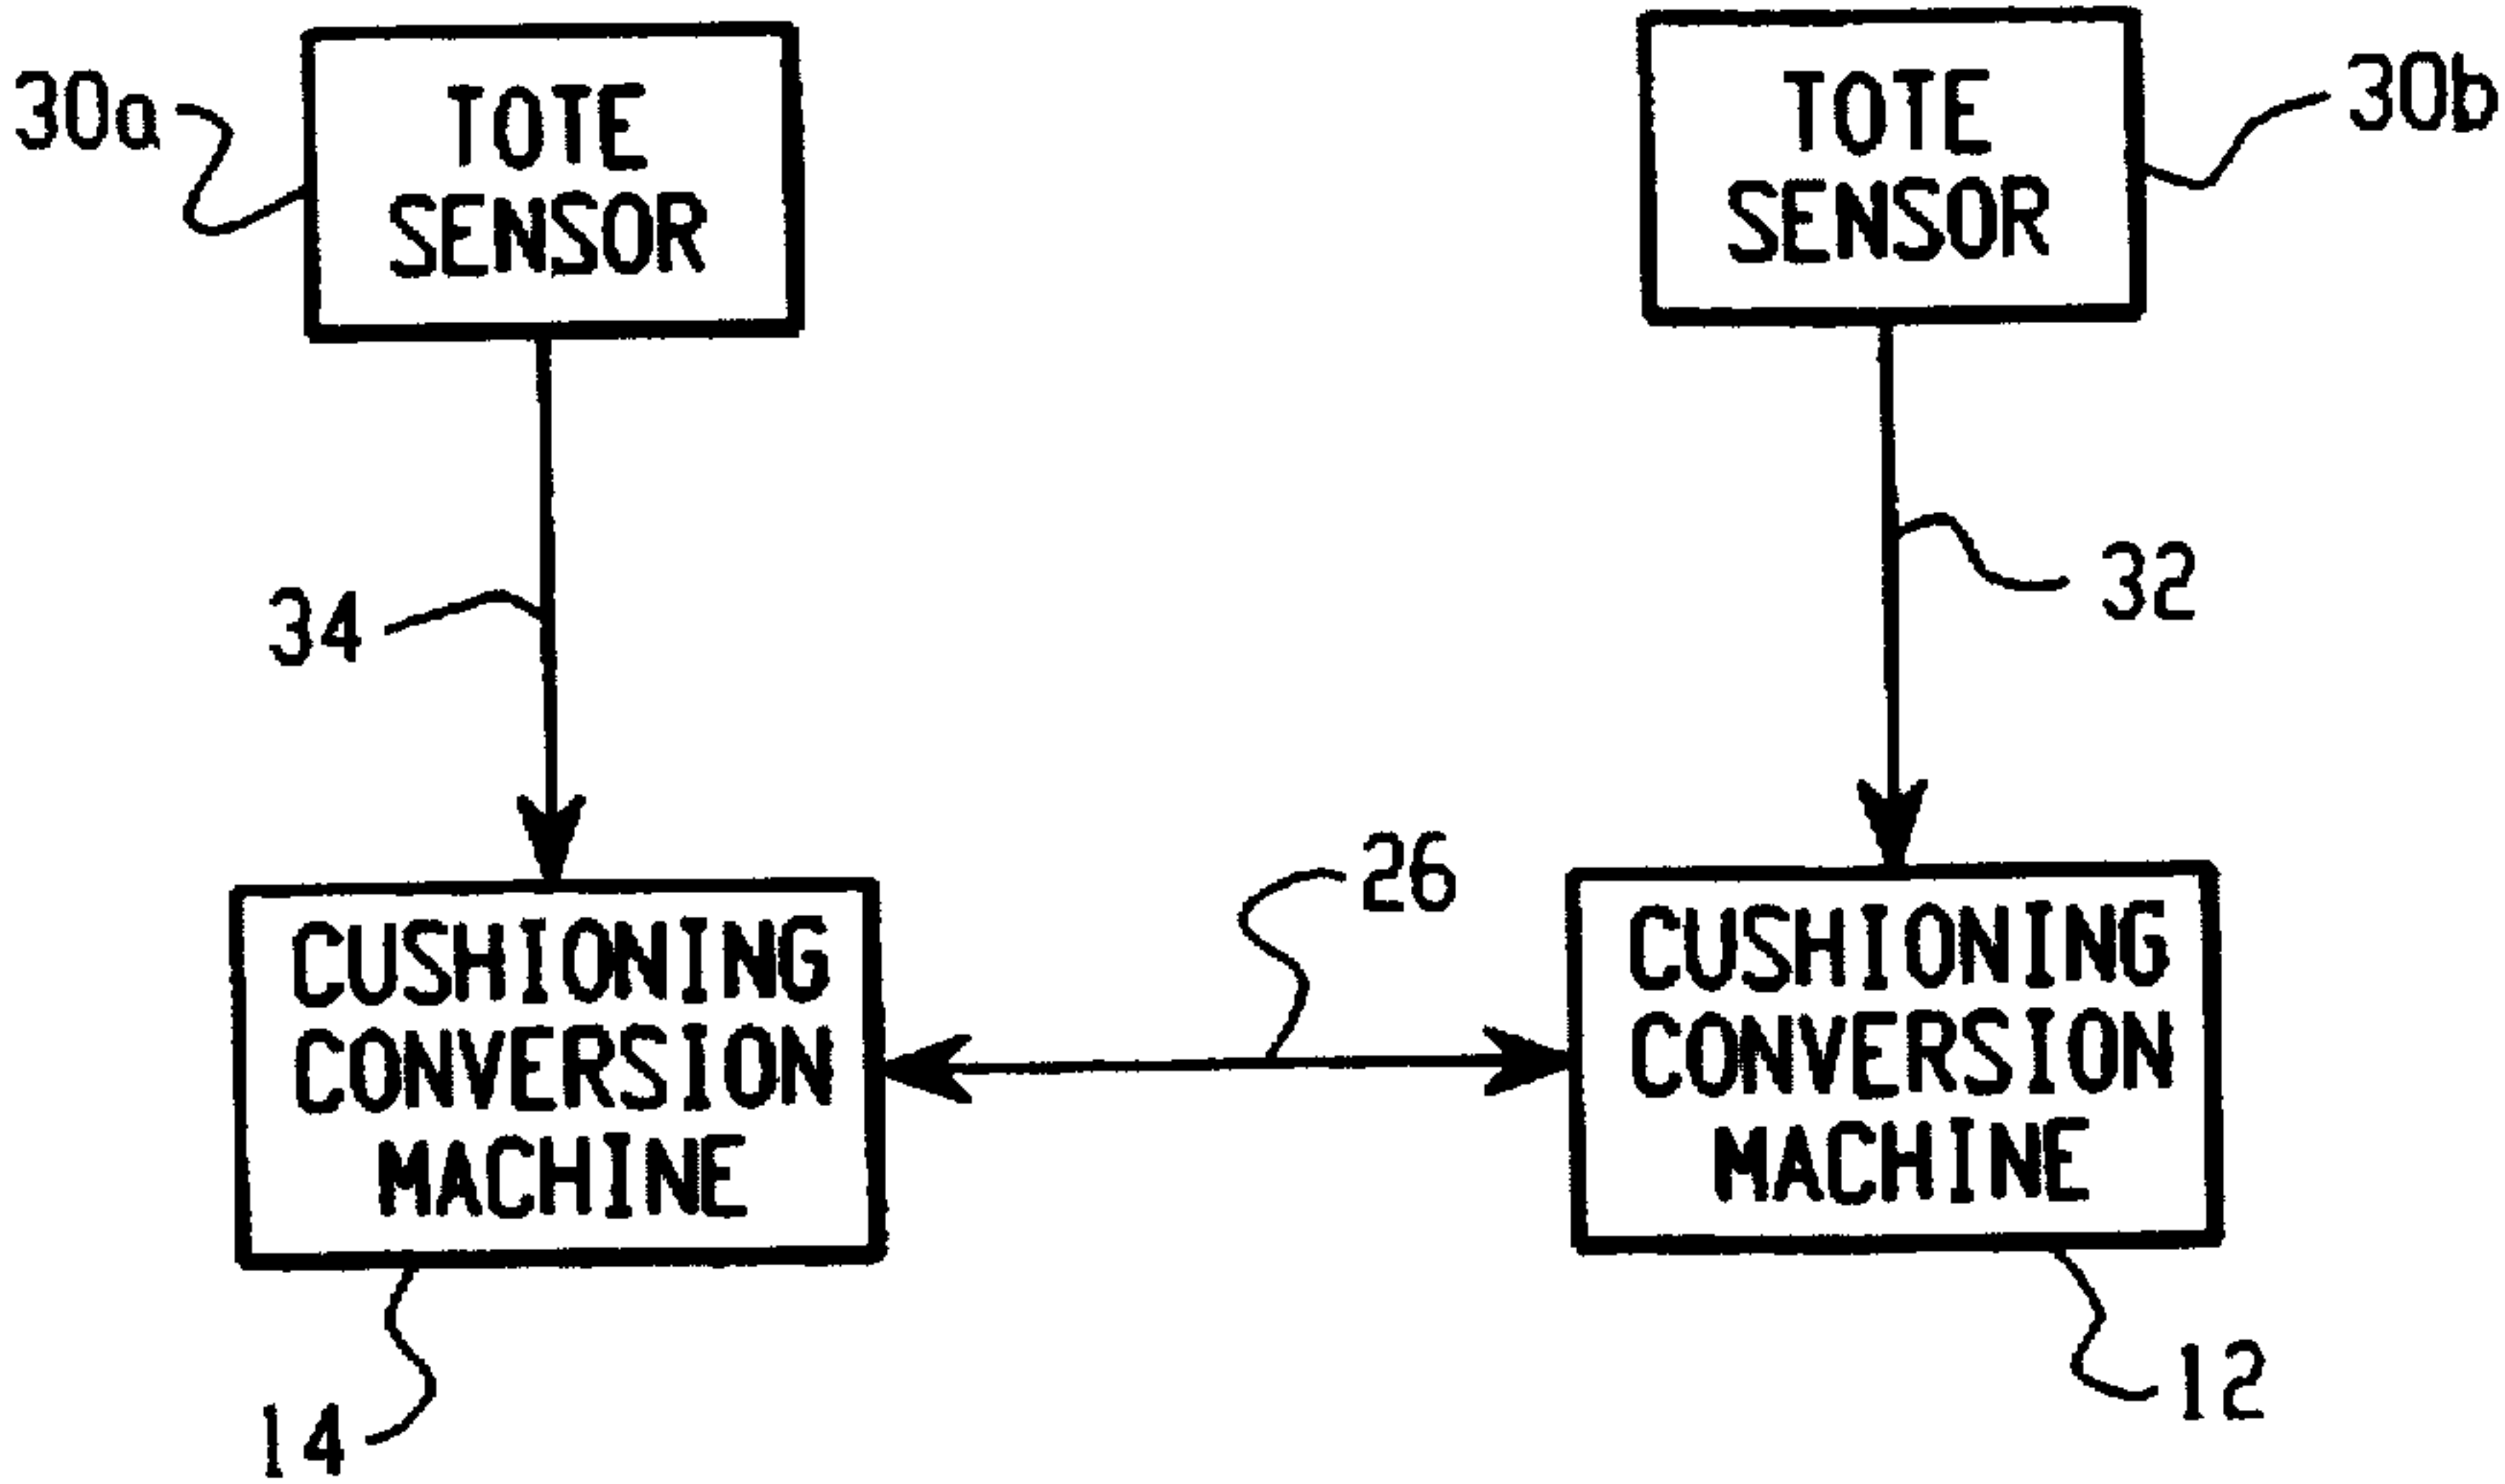 30a
TOTE
SENSOR
TOTE
SENSOR
30b
34
32
26
CUSHIONING
CONVERSION
MACHINE
CUSHIONING
CONVERSION
MACHINE
14
12